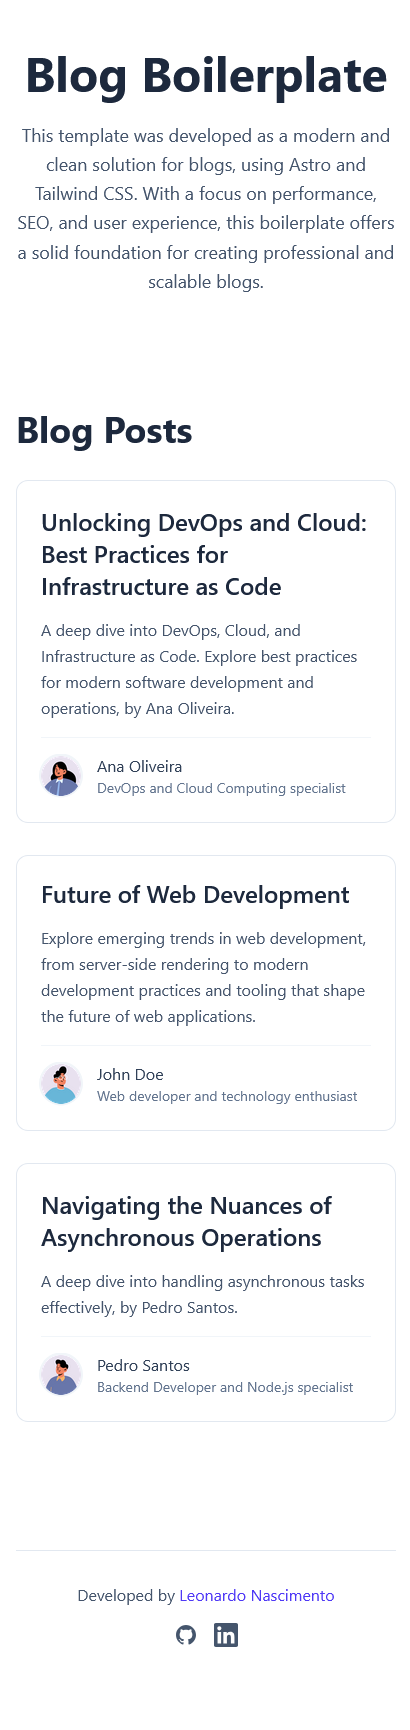 Blog Boilerplate
This template was developed as a modern and
clean solution for blogs, using Astro and
Tailwind CSS. With a focus on performance,
SEO, and user experience, this boilerplate offers
a solid foundation for creating professional and
scalable blogs.
Blog Posts
Unlocking DevOps and Cloud:
Best Practices for
Infrastructure as Code
A deep dive into DevOps, Cloud, and
Infrastructure as Code. Explore best practices
for modern software development and
operations, by Ana Oliveira.
Ana Oliveira
DevOps and Cloud Computing specialist
Future of Web Development
Explore emerging trends in web development,
from server-side rendering to modern
development practices and tooling that shape
the future of web applications.
John Doe
Web developer and technology enthusiast
Navigating the Nuances of
Asynchronous Operations
A deep dive into handling asynchronous tasks
effectively, by Pedro Santos.
Pedro Santos
Backend Developer and Node.js specialist
Developed by Leonardo Nascimento
in